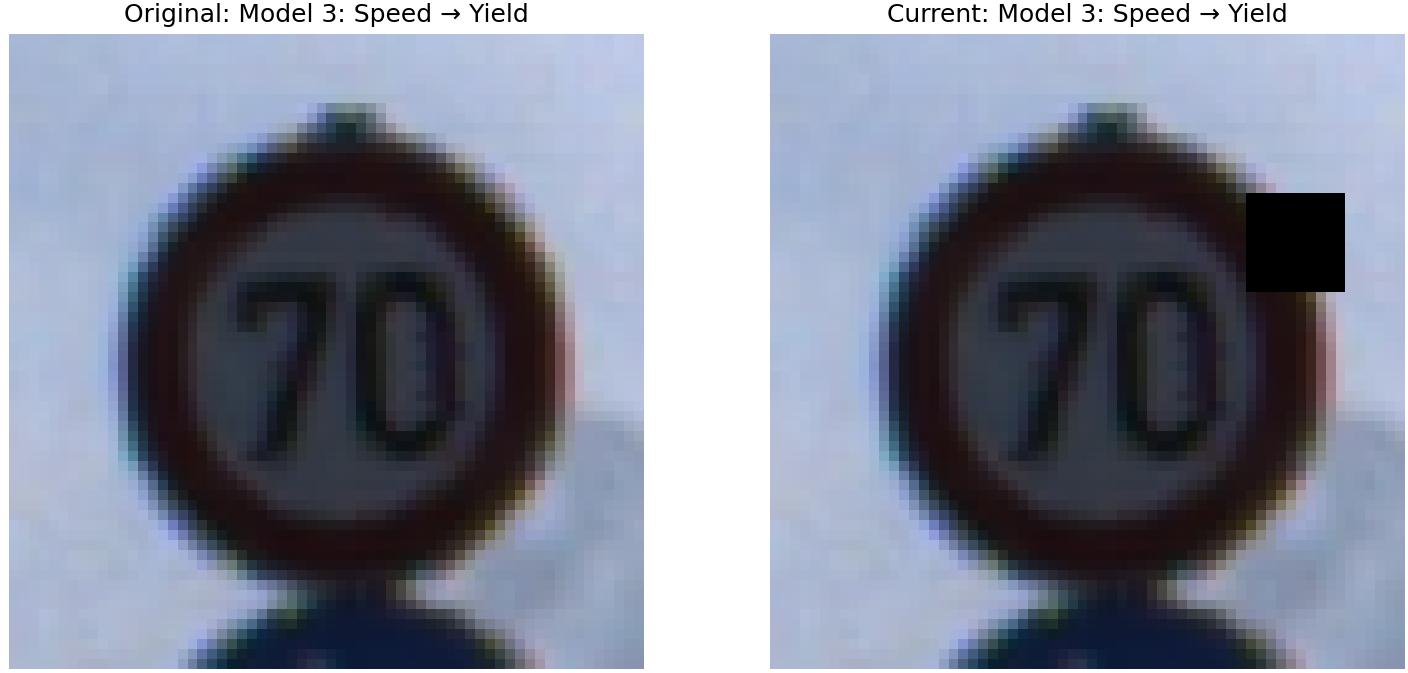 Original: Model 3: Speed → Yield
Current: Model 3: Speed → Yield
70
70